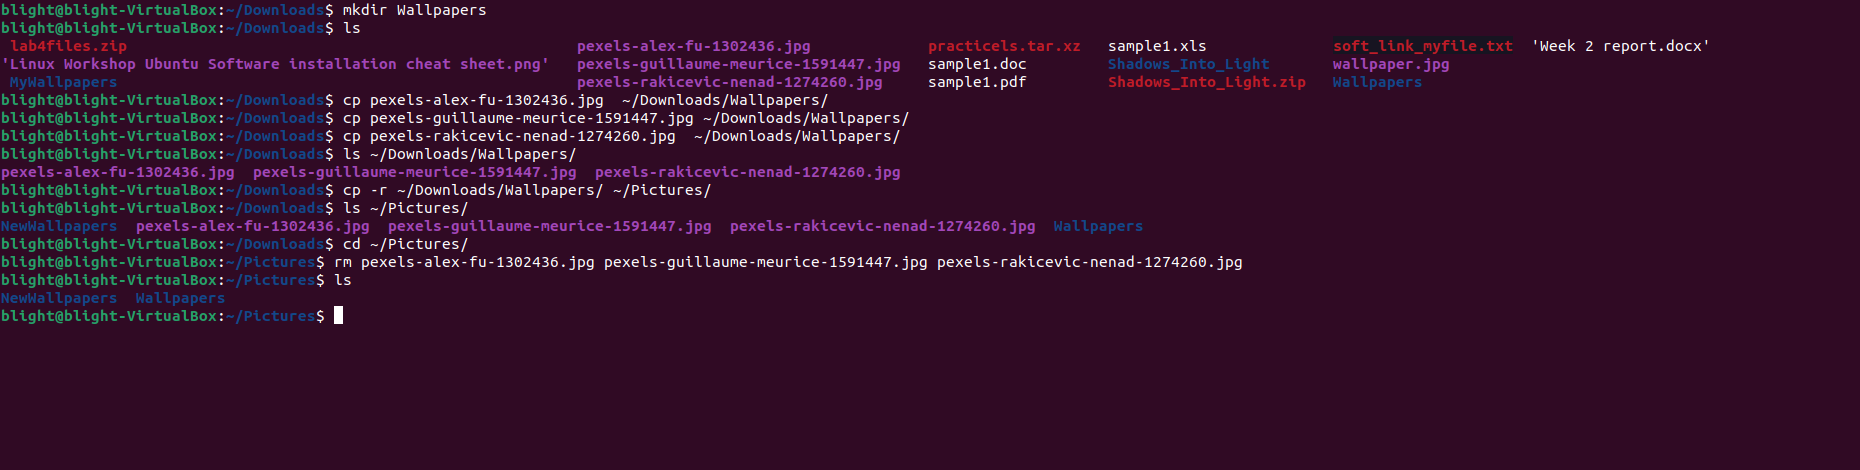 blight@blight-VirtualBox:~/Downloads$ mkdir Wallpapers
blight@blight-VirtualBox:~/Downloads$ ls
 lab4files.zip                                      pexels-alex-fu-1302436.jpg             practicels.tar.xz   sample1.xls              soft_link_myfile.txt  'Week 2 report.docx'
'Linux Workshop Ubuntu Software installation cheat sheet.png'   pexels-guillaume-meurice-1591447.jpg   sample1.doc         Shadows_Into_Light       wallpaper.jpg
 MyWallpapers                                       pexels-rakicevic-nenad-1274260.jpg     sample1.pdf         Shadows_Into_Light.zip   Wallpapers
blight@blight-VirtualBox:~/Downloads$ cp pexels-alex-fu-1302436.jpg  ~/Downloads/Wallpapers/
blight@blight-VirtualBox:~/Downloads$ cp pexels-guillaume-meurice-1591447.jpg ~/Downloads/Wallpapers/
blight@blight-VirtualBox:~/Downloads$ cp pexels-rakicevic-nenad-1274260.jpg  ~/Downloads/Wallpapers/
blight@blight-VirtualBox:~/Downloads$ ls ~/Downloads/Wallpapers/
pexels-alex-fu-1302436.jpg  pexels-guillaume-meurice-1591447.jpg  pexels-rakicevic-nenad-1274260.jpg
blight@blight-VirtualBox:~/Downloads$ cp -r ~/Downloads/Wallpapers/ ~/Pictures/
blight@blight-VirtualBox:~/Downloads$ ls ~/Pictures/
NewWallpapers  pexels-alex-fu-1302436.jpg  pexels-guillaume-meurice-1591447.jpg  pexels-rakicevic-nenad-1274260.jpg  Wallpapers
blight@blight-VirtualBox:~/Downloads$ cd ~/Pictures/
blight@blight-VirtualBox:~/Pictures$ rm pexels-alex-fu-1302436.jpg pexels-guillaume-meurice-1591447.jpg pexels-rakicevic-nenad-1274260.jpg
blight@blight-VirtualBox:~/Pictures$ ls
NewWallpapers  Wallpapers
blight@blight-VirtualBox:~/Pictures$